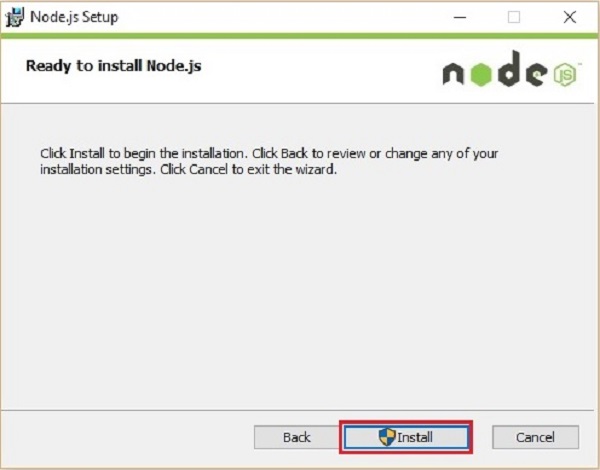 Node.js Setup
Ready to install Node.js
node
JS
Click Install to begin the installation. Click Back to review or change any of your
installation settings. Click Cancel to exit the wizard.
Back
Install
Cancel